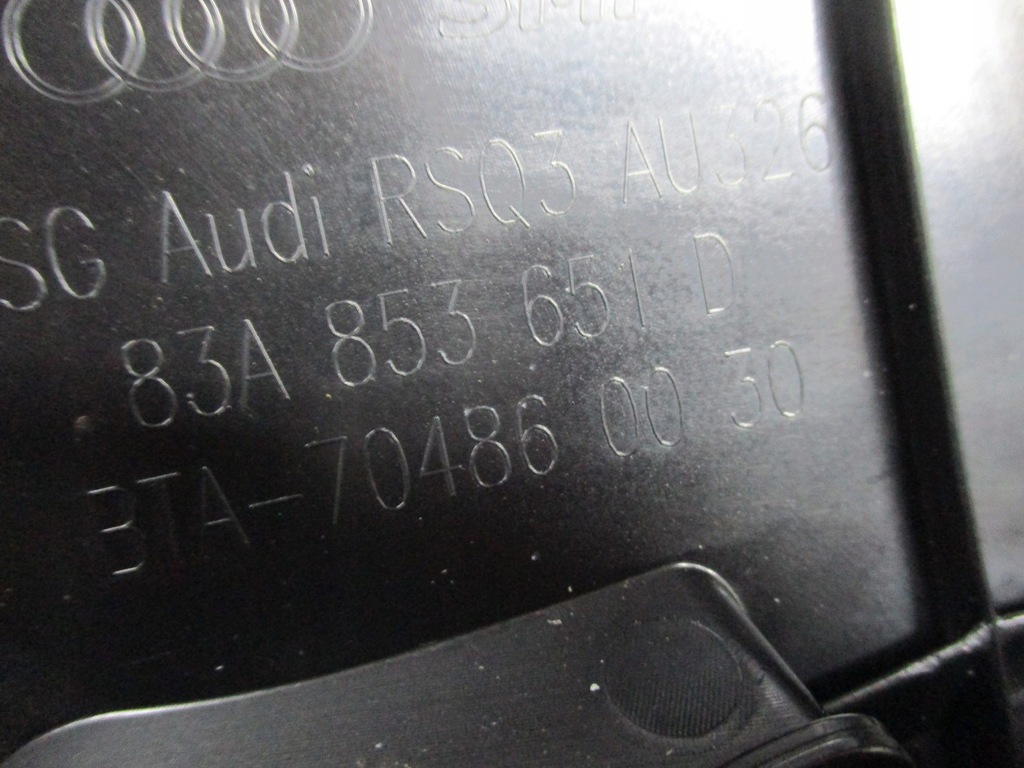 SG Audi RSQ3 AU326
83A 853 651 D
3TA-70486 00 30